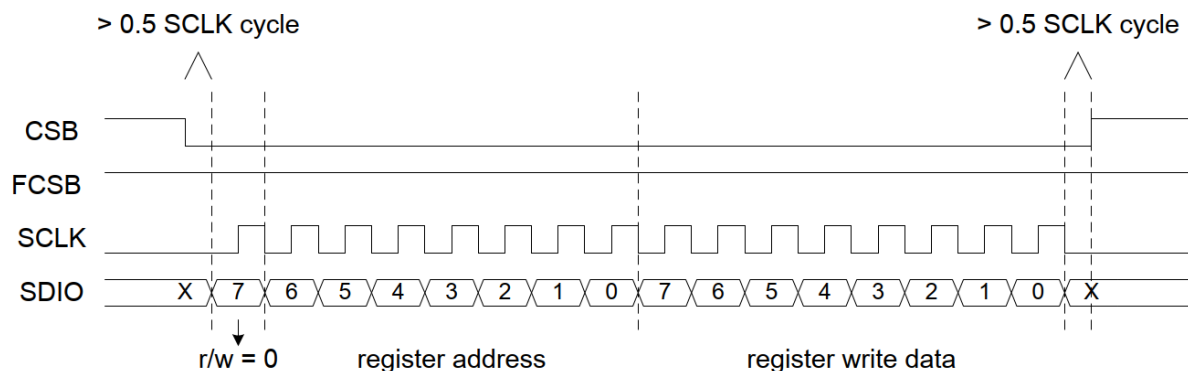 > 0.5 SCLK cycle > 0.5 SCLK cycle
CSB
FCSB
SCLK
SDIO X 7 6 5 4 3 2 1 0 7 6 5 4 3 2 1 0 X
r/w = 0 register address register write data